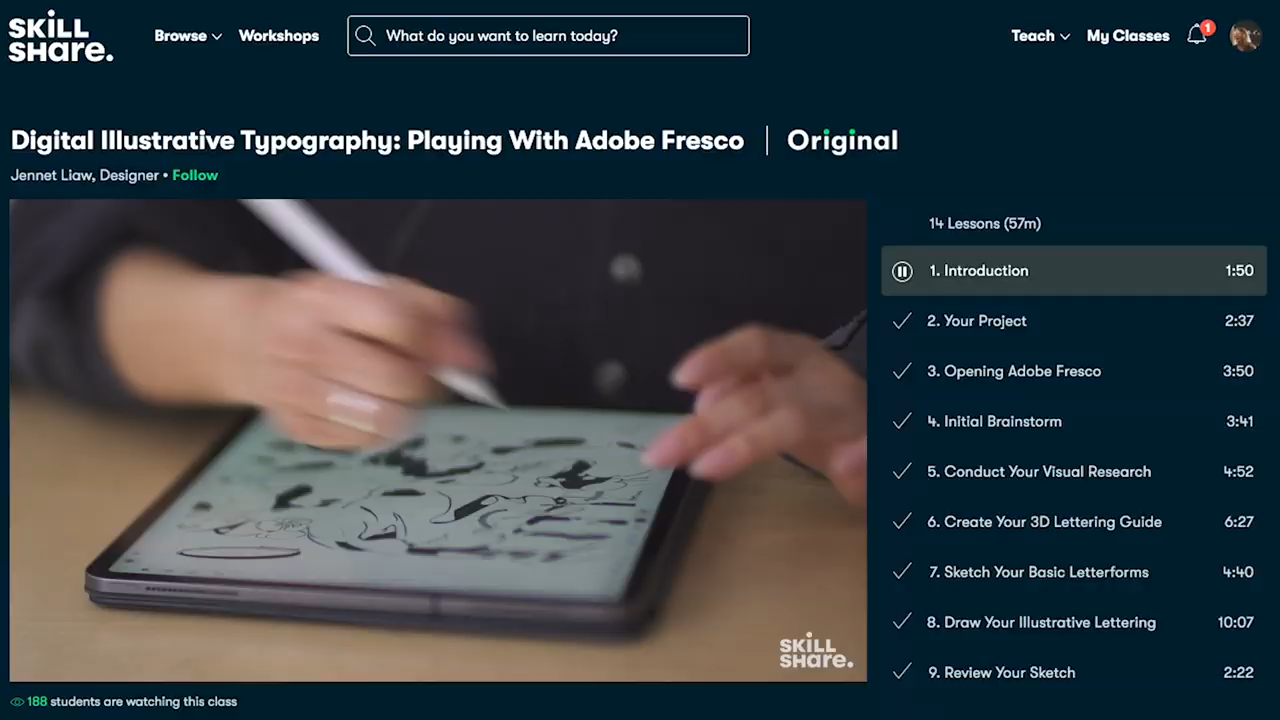 SKILL
SHARE.
Browse
Workshops
What do you want to learn today?
Teach
My Classes
1
Digital Illustrative Typography: Playing With Adobe Fresco | Original
Jennet Liaw, Designer • Follow
14 Lessons (57m)
1. Introduction 1:50
2. Your Project 2:37
3. Opening Adobe Fresco 3:50
4. Initial Brainstorm 3:41
5. Conduct Your Visual Research 4:52
6. Create Your 3D Lettering Guide 6:27
7. Sketch Your Basic Letterforms 4:40
8. Draw Your Illustrative Lettering 10:07
9. Review Your Sketch 2:22
SKILL
SHARE.
188 students are watching this class